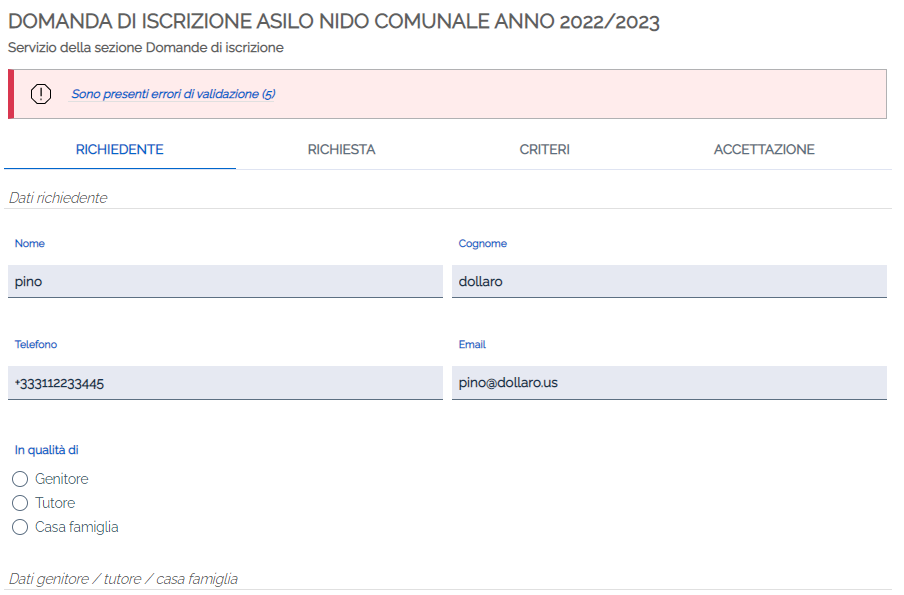 DOMANDA DI ISCRIZIONE ASILO NIDO COMUNALE ANNO 2022/2023
Servizio della sezione Domande di iscrizione
Sono presenti errori di validazione (5)
RICHIEDENTE RICHIESTA CRITERI ACCETTAZIONE
Dati richiedente
Nome Cognome
pino dollaro
Telefono Email
+333112233445 pino@dollaro.us
In qualità di
Genitore
Tutore
Casa famiglia
Dati genitore / tutore / casa famiglia